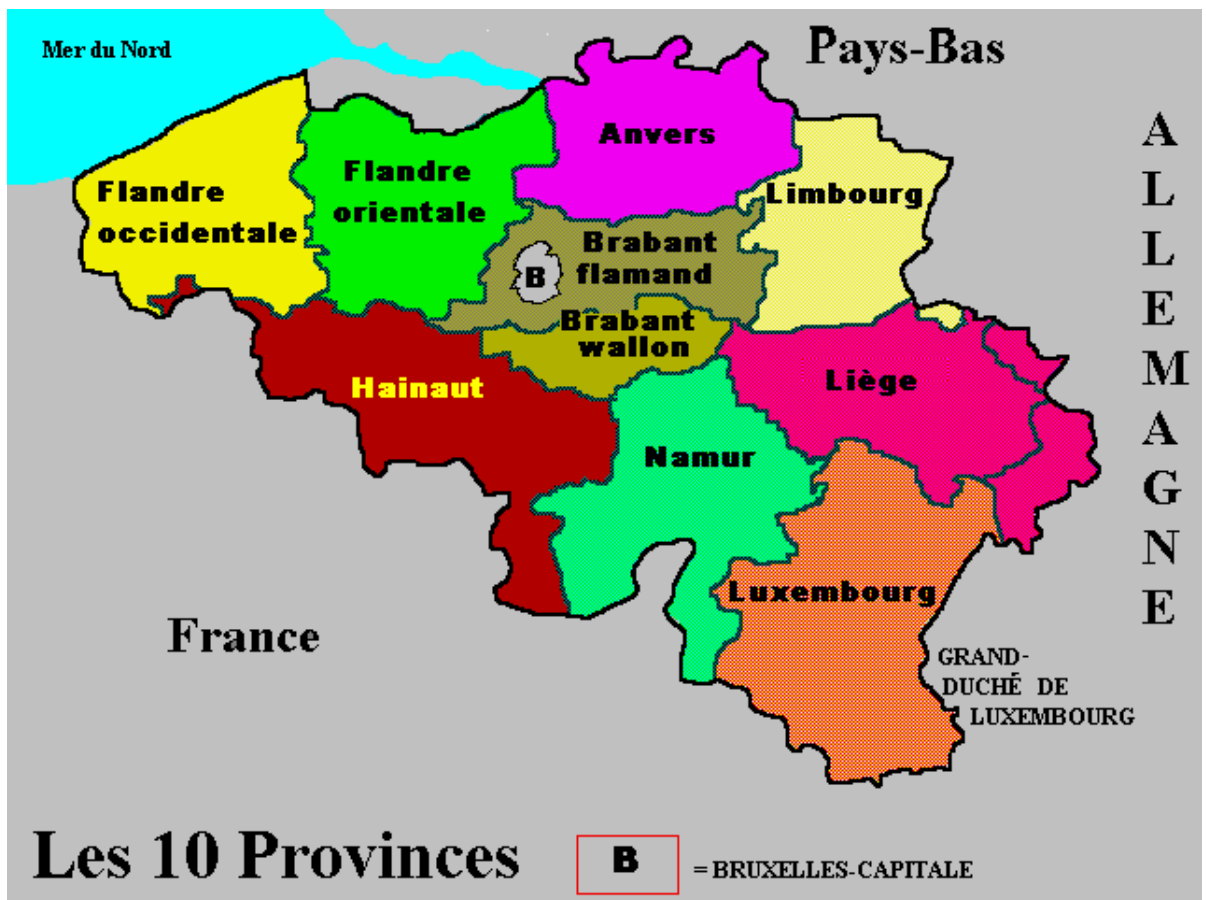 Mer du Nord
Pays-Bas
ALLEMAGNE
Anvers
Flandre
orientale
Flandre
occidentale
Limbourg
Brabant
flamand
B
Brabant
wallon
Hainaut
Liège
Namur
Luxembourg
France
GRAND-
DUCHÉ DE
LUXEMBOURG
Les 10 Provinces
B
= BRUXELLES-CAPITALE